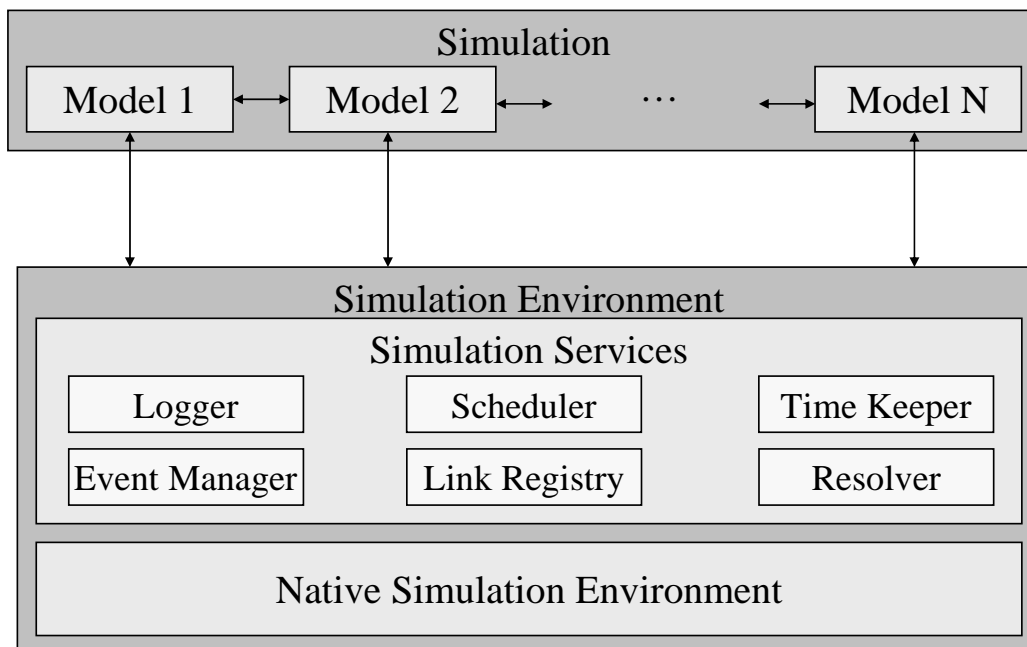 Simulation
Model 1
Model 2
...
Model N
Simulation Environment
Simulation Services
Logger
Scheduler
Time Keeper
Event Manager
Link Registry
Resolver
Native Simulation Environment